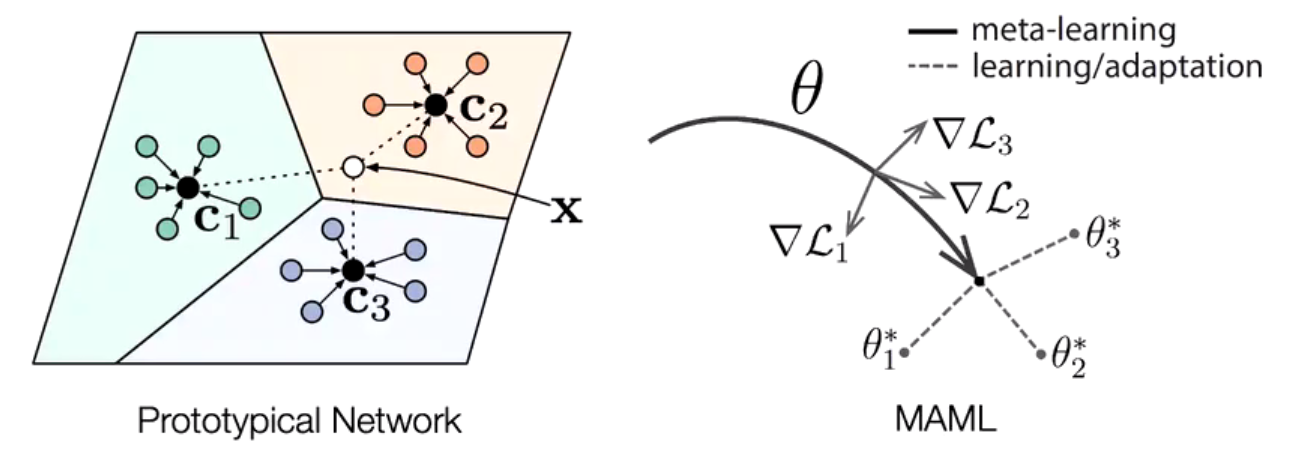 c₂
c₁
x
c₃
Prototypical Network
meta-learning
learning/adaptation
θ
∇ℒ₃
∇ℒ₂
∇ℒ₁
θ₃*
θ₁*
θ₂*
MAML